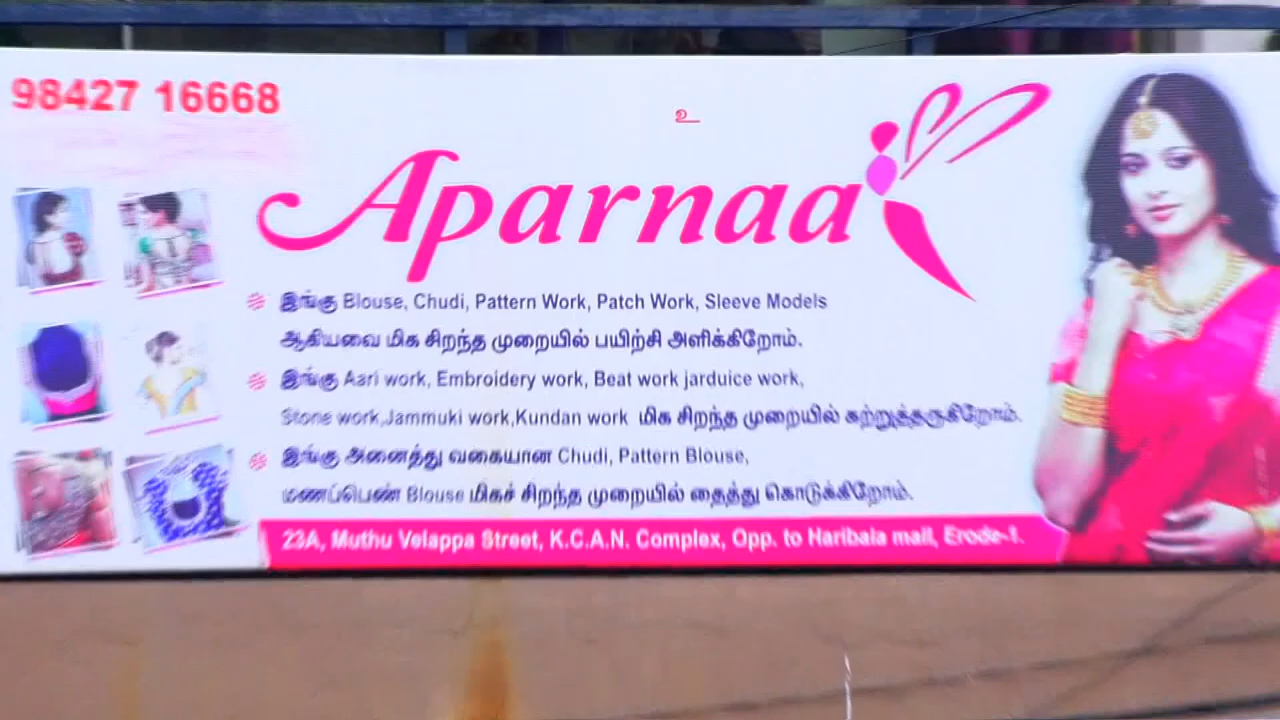 98427 16668
உ
Aparnaa
இங்கு Blouse, Chudi, Pattern Work, Patch Work, Sleeve Models
ஆகியவை மிக சிறந்த முறையில் பயிற்சி அளிக்கிறோம்.
இங்கு Aari work, Embroidery work, Beat work jarduice work,
Stone work,Jammuki work,Kundan work மிக சிறந்த முறையில் கற்றுத்தருகிறோம்.
இங்கு அனைத்து வகையான Chudi, Pattern Blouse,
மணப்பெண் Blouse மிகச் சிறந்த முறையில் தைத்து கொடுக்கிறோம்.
23A, Muthu Velappa Street, K.C.A.N. Complex, Opp. to Haribala mall, Erode-1.